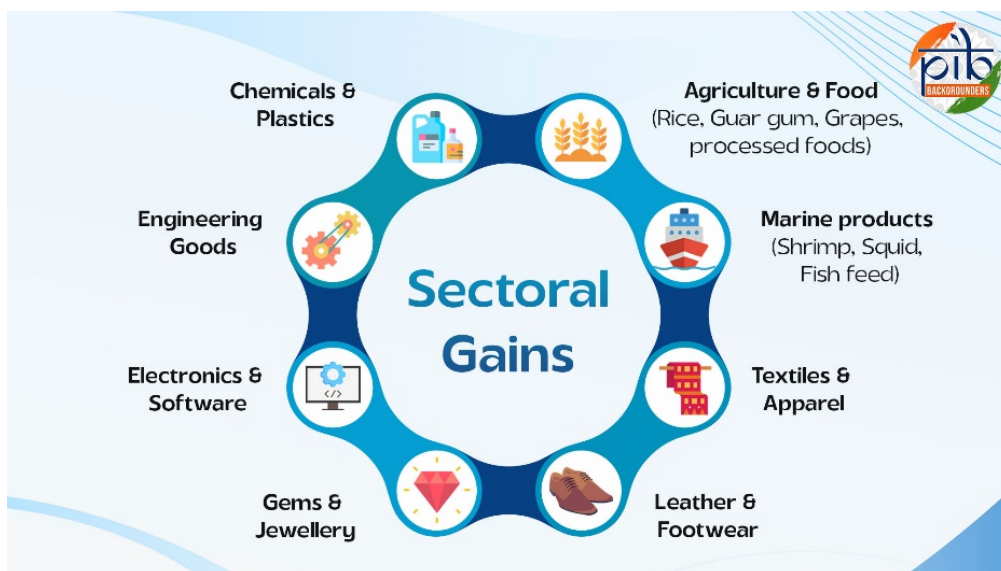 pib
BACKGROUNDERS
Chemicals &
Plastics
Agriculture & Food
(Rice, Guar gum, Grapes,
processed foods)
Engineering
Goods
Marine products
(Shrimp, Squid,
Fish feed)
Sectoral
Gains
Electronics &
Software
</>
Textiles &
Apparel
Gems &
Jewellery
Leather &
Footwear